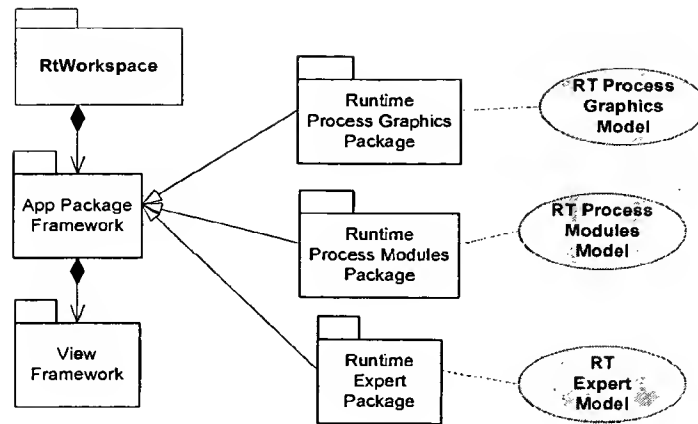 RtWorkspace
App Package
Framework
View
Framework
Runtime
Process Graphics
Package
Runtime
Process Modules
Package
Runtime
Expert
Package
RT Process
Graphics
Model
RT Process
Modules
Model
RT
Expert
Model